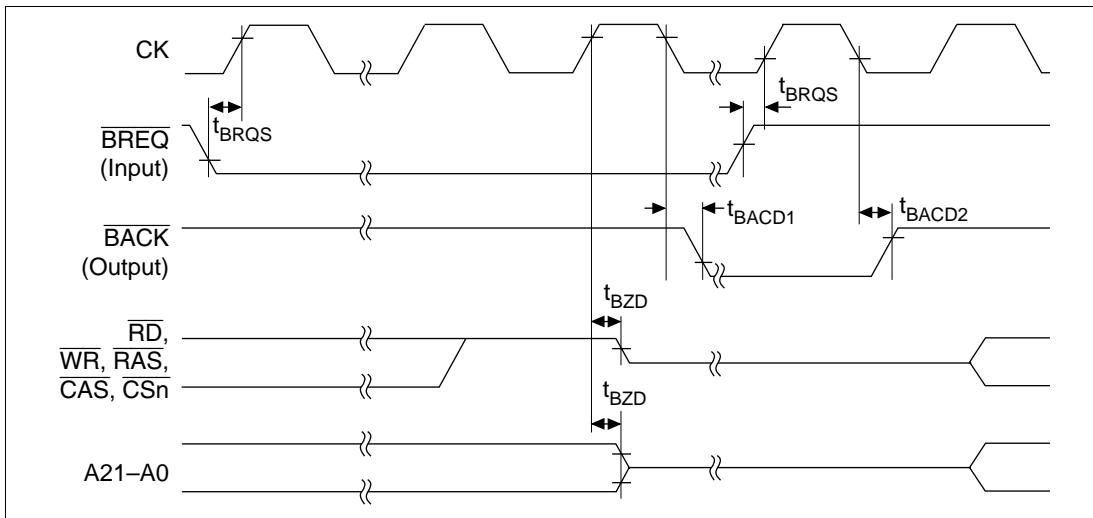 CK
tBRQS
tBRQS
BREQ
(Input)
tBACD1
tBACD2
BACK
(Output)
tBZD
RD,
WR, RAS,
CAS, CSn
tBZD
A21–A0